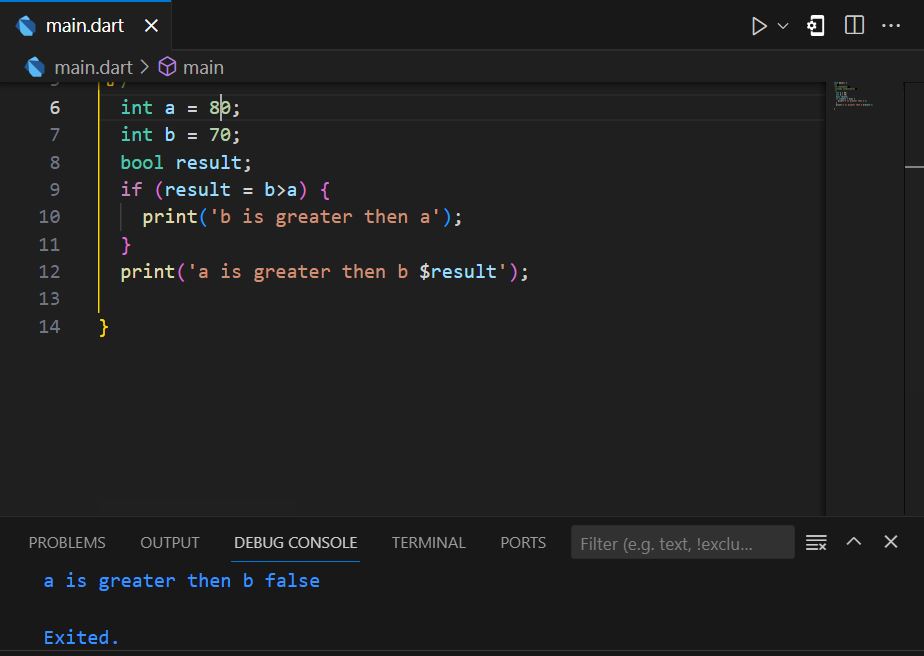 main.dart
main.dart > main
6 int a = 80;
7 int b = 70;
8 bool result;
9 if (result = b>a) {
10 print('b is greater then a');
11 }
12 print('a is greater then b $result');
13
14 }
PROBLEMS OUTPUT DEBUG CONSOLE TERMINAL PORTS Filter (e.g. text, !exclu...
a is greater then b false
Exited.